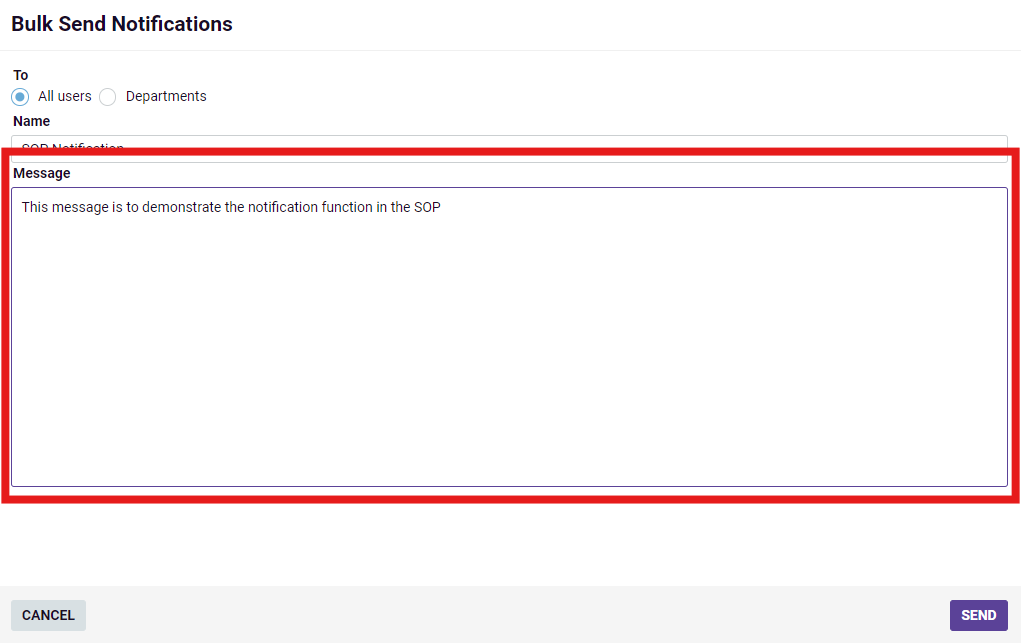 Bulk Send Notifications
To
All users
Departments
Name
SOP Notification
Message
This message is to demonstrate the notification function in the SOP
CANCEL
SEND